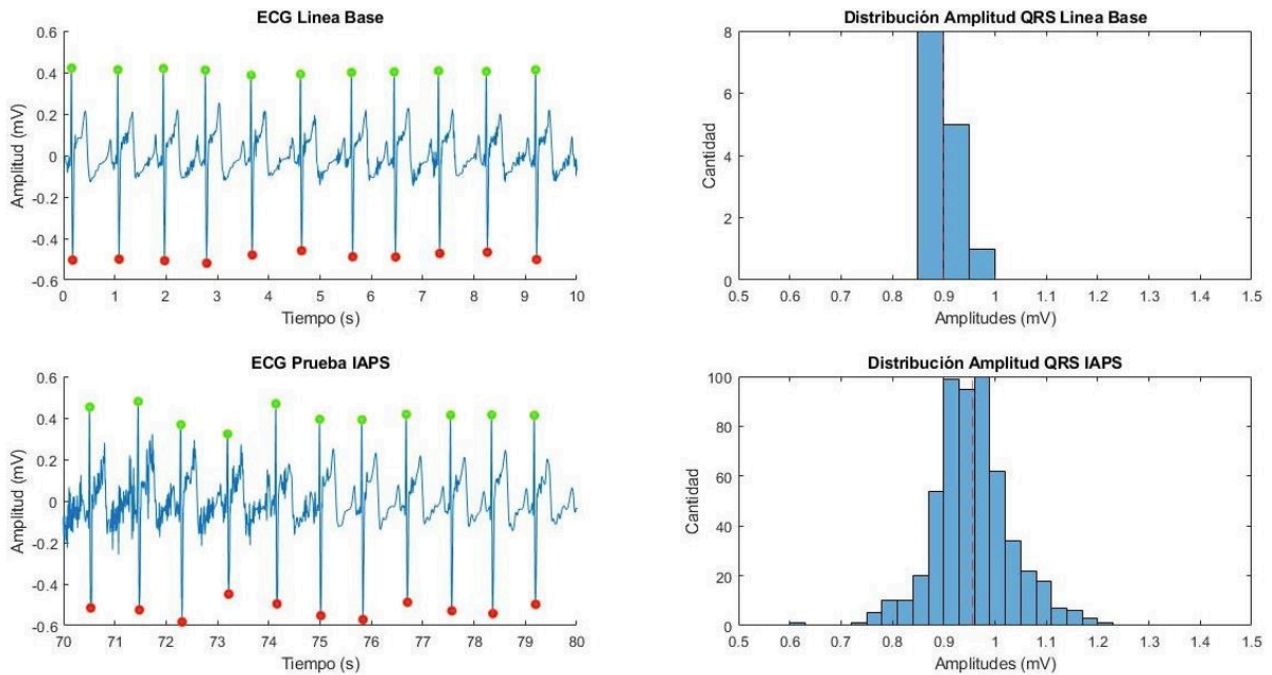 ECG Linea Base
0.6
0.4
0.2
0
-0.2
-0.4
-0.6
Amplitud (mV)
0 1 2 3 4 5 6 7 8 9 10
Tiempo (s)
Distribución Amplitud QRS Linea Base
8
6
4
2
0
Cantidad
0.5 0.6 0.7 0.8 0.9 1 1.1 1.2 1.3 1.4 1.5
Amplitudes (mV)
ECG Prueba IAPS
0.6
0.4
0.2
0
-0.2
-0.4
-0.6
Amplitud (mV)
70 71 72 73 74 75 76 77 78 79 80
Tiempo (s)
Distribución Amplitud QRS IAPS
100
80
60
40
20
0
Cantidad
0.5 0.6 0.7 0.8 0.9 1 1.1 1.2 1.3 1.4 1.5
Amplitudes (mV)